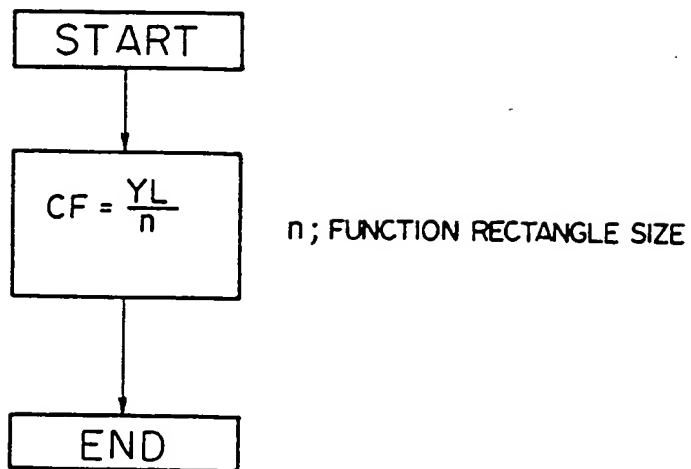 START
CF = YL/n
n; FUNCTION RECTANGLE SIZE
END